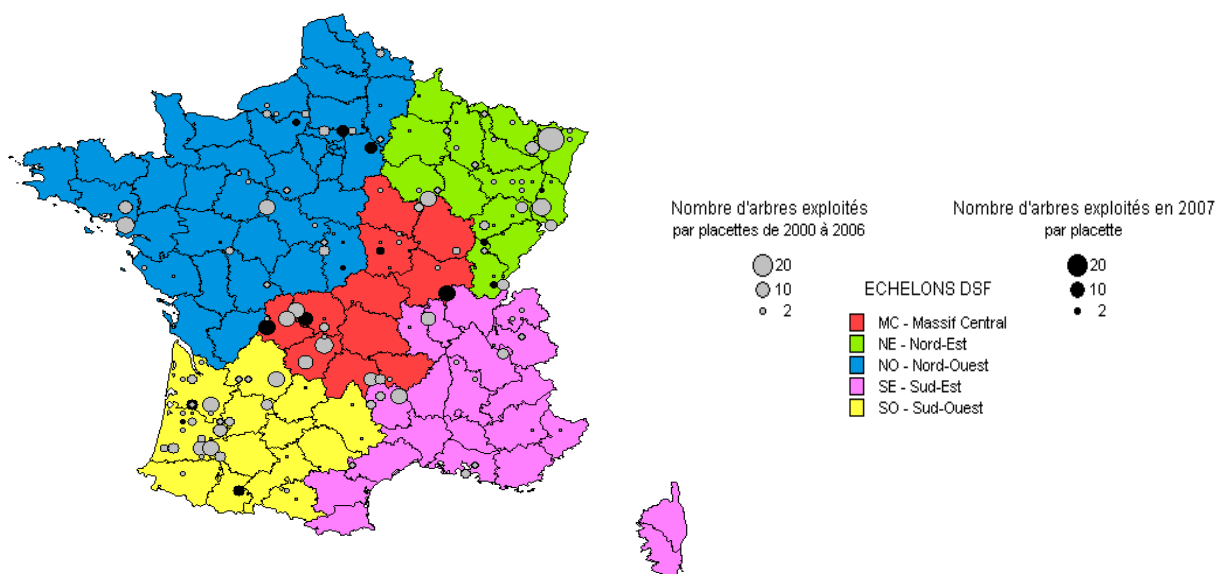 Nombre d'arbres exploités
par placettes de 2000 à 2006
20
10
2
Nombre d'arbres exploités en 2007
par placette
20
10
2
ECHELONS DSF
MC - Massif Central
NE - Nord-Est
NO - Nord-Ouest
SE - Sud-Est
SO - Sud-Ouest